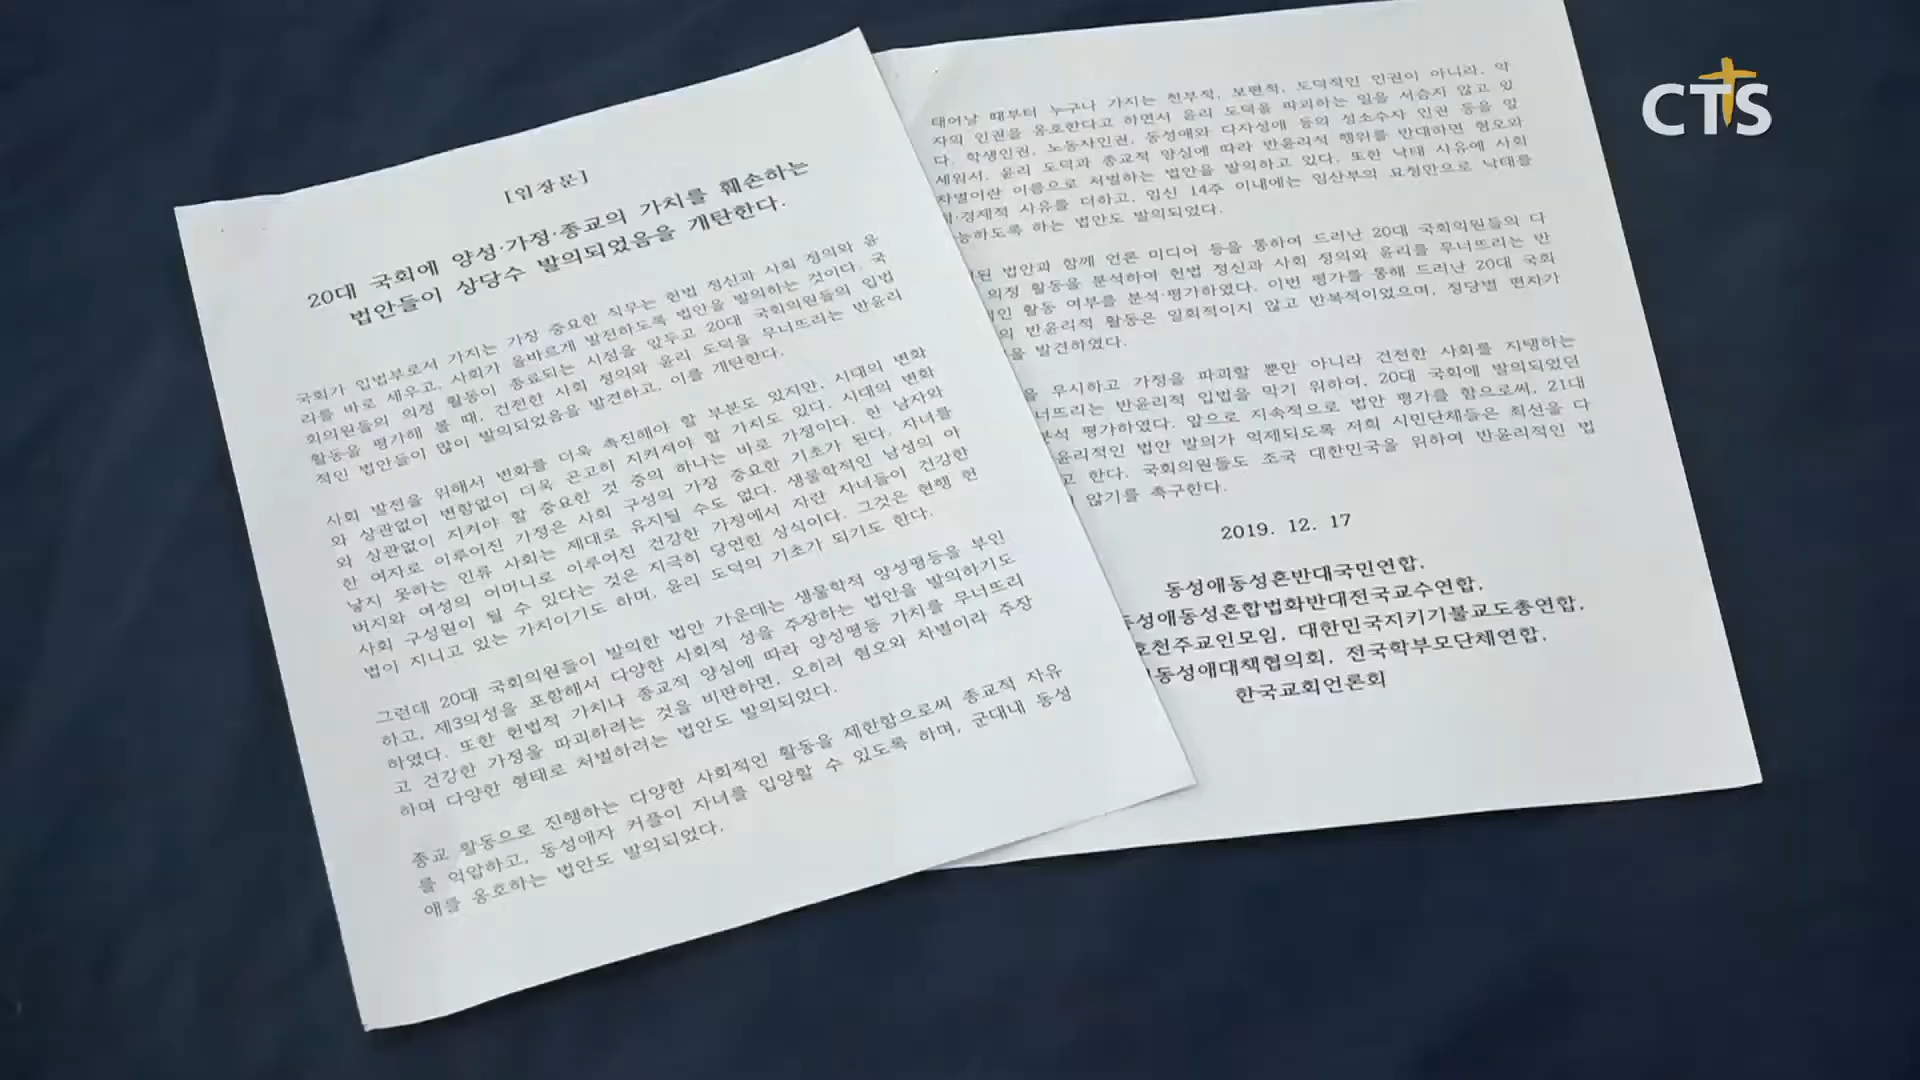 [입장문]
20대 국회에 양성·가정·종교의 가치를 훼손하는
법안들이 상당수 발의되었음을 개탄한다.
국회가 입법부로서 가지는 가장 중요한 직무는 헌법 정신과 사회 정의와 윤
리를 바로 세우고, 사회가 올바르게 발전하도록 법안을 발의하는 것이다. 국
회의원들의 의정 활동이 종료되는 시점을 앞두고 20대 국회의원들의 입법
활동을 평가해 볼 때, 건전한 사회 정의와 윤리 도덕을 무너뜨리는 반윤리
적인 법안들이 많이 발의되었음을 발견하고, 이를 개탄한다.
사회 발전을 위해서 변화를 더욱 촉진해야 할 부분도 있지만, 시대의 변화
와 상관없이 변함없이 더욱 곤고히 지켜져야 할 가치도 있다. 시대의 변화
와 상관없이 지켜야 할 중요한 것 중의 하나는 바로 가정이다. 한 남자와
한 여자로 이루어진 가정은 사회 구성의 가장 중요한 기초가 된다. 자녀를
낳지 못하는 인류 사회는 제대로 유지될 수도 없다. 생물학적인 남성의 아
버지와 여성의 어머니로 이루어진 건강한 가정에서 자란 자녀들이 건강한
사회 구성원이 될 수 있다는 것은 지극히 당연한 상식이다. 그것은 현행 헌
법이 지니고 있는 가치이기도 하며, 윤리 도덕의 기초가 되기도 한다.
그런대 20대 국회의원들이 발의한 법안 가운데는 생물학적 양성평등을 부인
하고, 제3의성을 포함해서 다양한 사회적 성을 주장하는 법안을 발의하기도
하였다. 또한 헌법적 가치나 종교적 양심에 따라 양성평등 가치를 무너뜨리
고 건강한 가정을 파괴하려는 것을 비판하면, 오히려 혐오와 차별이라 주장
하며 다양한 형태로 처벌하려는 법안도 발의되었다.
종교 활동으로 진행하는 다양한 사회적인 활동을 제한함으로써 종교적 자유
를 억압하고, 동성애자 커플이 자녀를 입양할 수 있도록 하며, 군대내 동성
애를 옹호하는 법안도 발의되었다.
태어날 때부터 누구나 가지는 천부적, 보편적, 도덕적인 인권이 아니라, 약
자의 인권을 옹호한다고 하면서 윤리 도덕을 파괴하는 일을 서슴지 않고 있
다. 학생인권, 노동자인권, 동성애와 다자성애 등의 성소수자 인권 등을 앞
세워서, 윤리 도덕과 종교적 양심에 따라 반윤리적 행위를 반대하면 혐오와
차별이란 이름으로 처벌하는 법안을 발의하고 있다. 또한 낙태 사유에 사회
적·경제적 사유를 더하고, 임신 14주 이내에는 임산부의 요청만으로 낙태를
능하도록 하는 법안도 발의되었다.
된 법안과 함께 언론 미디어 등을 통하여 드러난 20대 국회의원들의 다
의정 활동을 분석하여 헌법 정신과 사회 정의와 윤리를 무너뜨리는 반
인 활동 여부를 분석·평가하였다. 이번 평가를 통해 드러난 20대 국회
의 반윤리적 활동은 일회적이지 않고 반복적이었으며, 정당별 편차가
을 발견하였다.
을 무시하고 가정을 파괴할 뿐만 아니라 건전한 사회를 지탱하는
너뜨리는 반윤리적 입법을 막기 위하여, 20대 국회에 발의되었던
분석 평가하였다. 앞으로 지속적으로 법안 평가를 함으로써, 21대
윤리적인 법안 발의가 억제되도록 저희 시민단체들은 최선을 다
고 한다. 국회의원들도 조국 대한민국을 위하여 반윤리적인 법
않기를 촉구한다.
2019. 12. 17
동성애동성혼반대국민연합,
동성애동성혼합법화반대전국교수연합,
호천주교인모임, 대한민국지키기불교도총연합,
동성애대책협의회, 전국학부모단체연합,
한국교회언론회
CTS